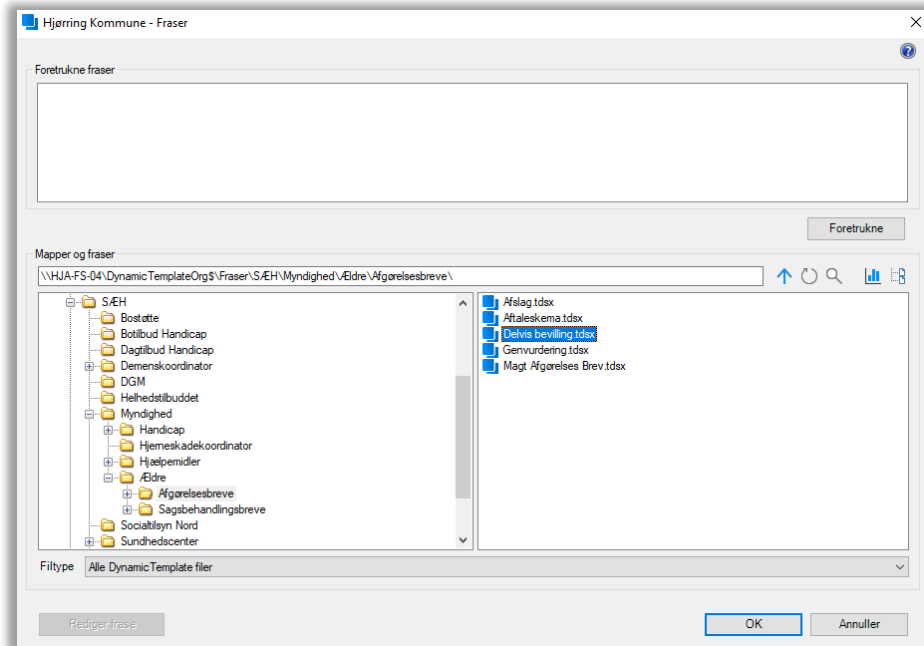 Hjørring Kommune - Fraser
Foretrukne fraser
Foretrukne
Mapper og fraser
\\HJA-FS-04\DynamicTemplateOrg$\Fraser\SÆH\Myndighed\Ældre\Afgørelsesbreve\
SÆH
Bostøtte
Botilbud Handicap
Dagtilbud Handicap
Demenskoordinator
DGM
Helhedstilbuddet
Myndighed
Handicap
Hjerneskadekoordinator
Hjælpemidler
Ældre
Afgørelsesbreve
Sagsbehandlingsbreve
Socialtilsyn Nord
Sundhedscenter
Afslag.tdsx
Aftaleskema.tdsx
Delvis bevilling.tdsx
Genvurdering.tdsx
Magt Afgørelses Brev.tdsx
Filtype Alle DynamicTemplate filer
Rediger frase OK Annuller